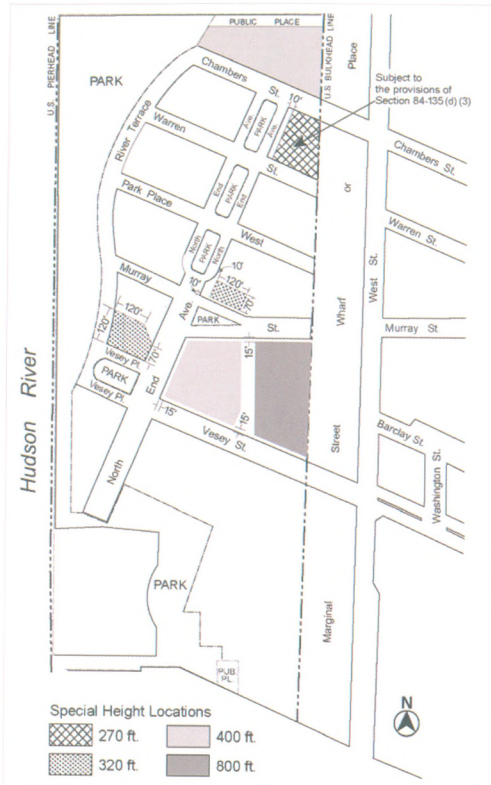 PUBLIC PLACE
U.S. PIERHEAD LINE
U.S. BULKHEAD LINE
Place
PARK
Chambers
St.
10'
Subject to
the provisions of
Section 84-135 (d) (3)
Ave.
PARK
Ave.
River Terrace
Warren
St.
Chambers St.
Park Place
End
PARK
End
or
North
PARK
North
West
Warren St.
West St.
Murray
10'
10'
120'
70'
120'
120'
Ave.
PARK
St.
Wharf
Murray St
70'
Vesey Pl.
PARK
Vesey Pl.
End
15'
15'
15'
Vesey St.
Street
Barclay St.
Washington St.
Hudson River
North
PARK
Marginal
PUB.
PL.
N
Special Height Locations
270 ft.
400 ft.
320 ft.
800 ft.